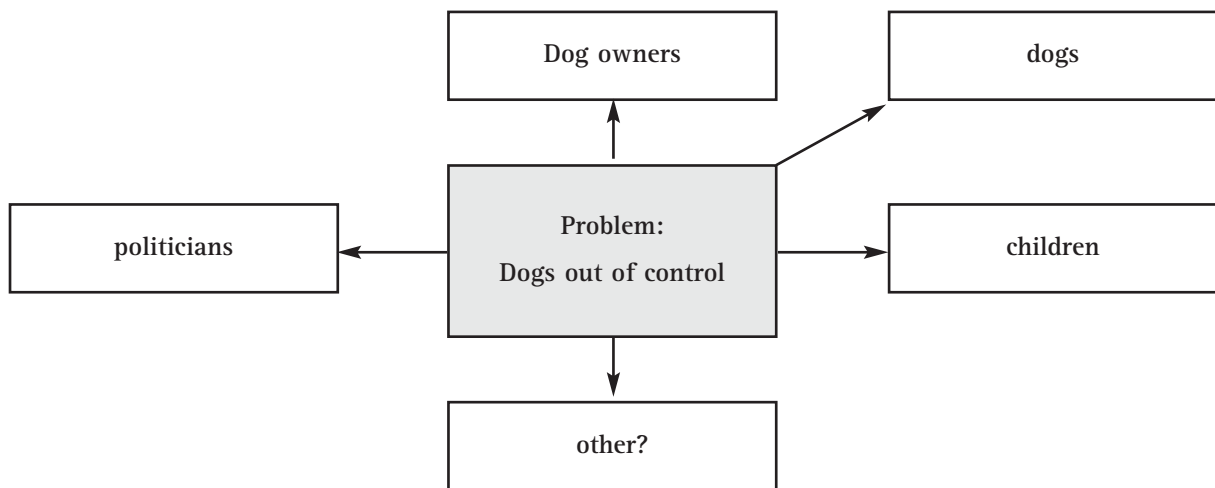 Dog owners
dogs
politicians
Problem:
Dogs out of control
children
other?